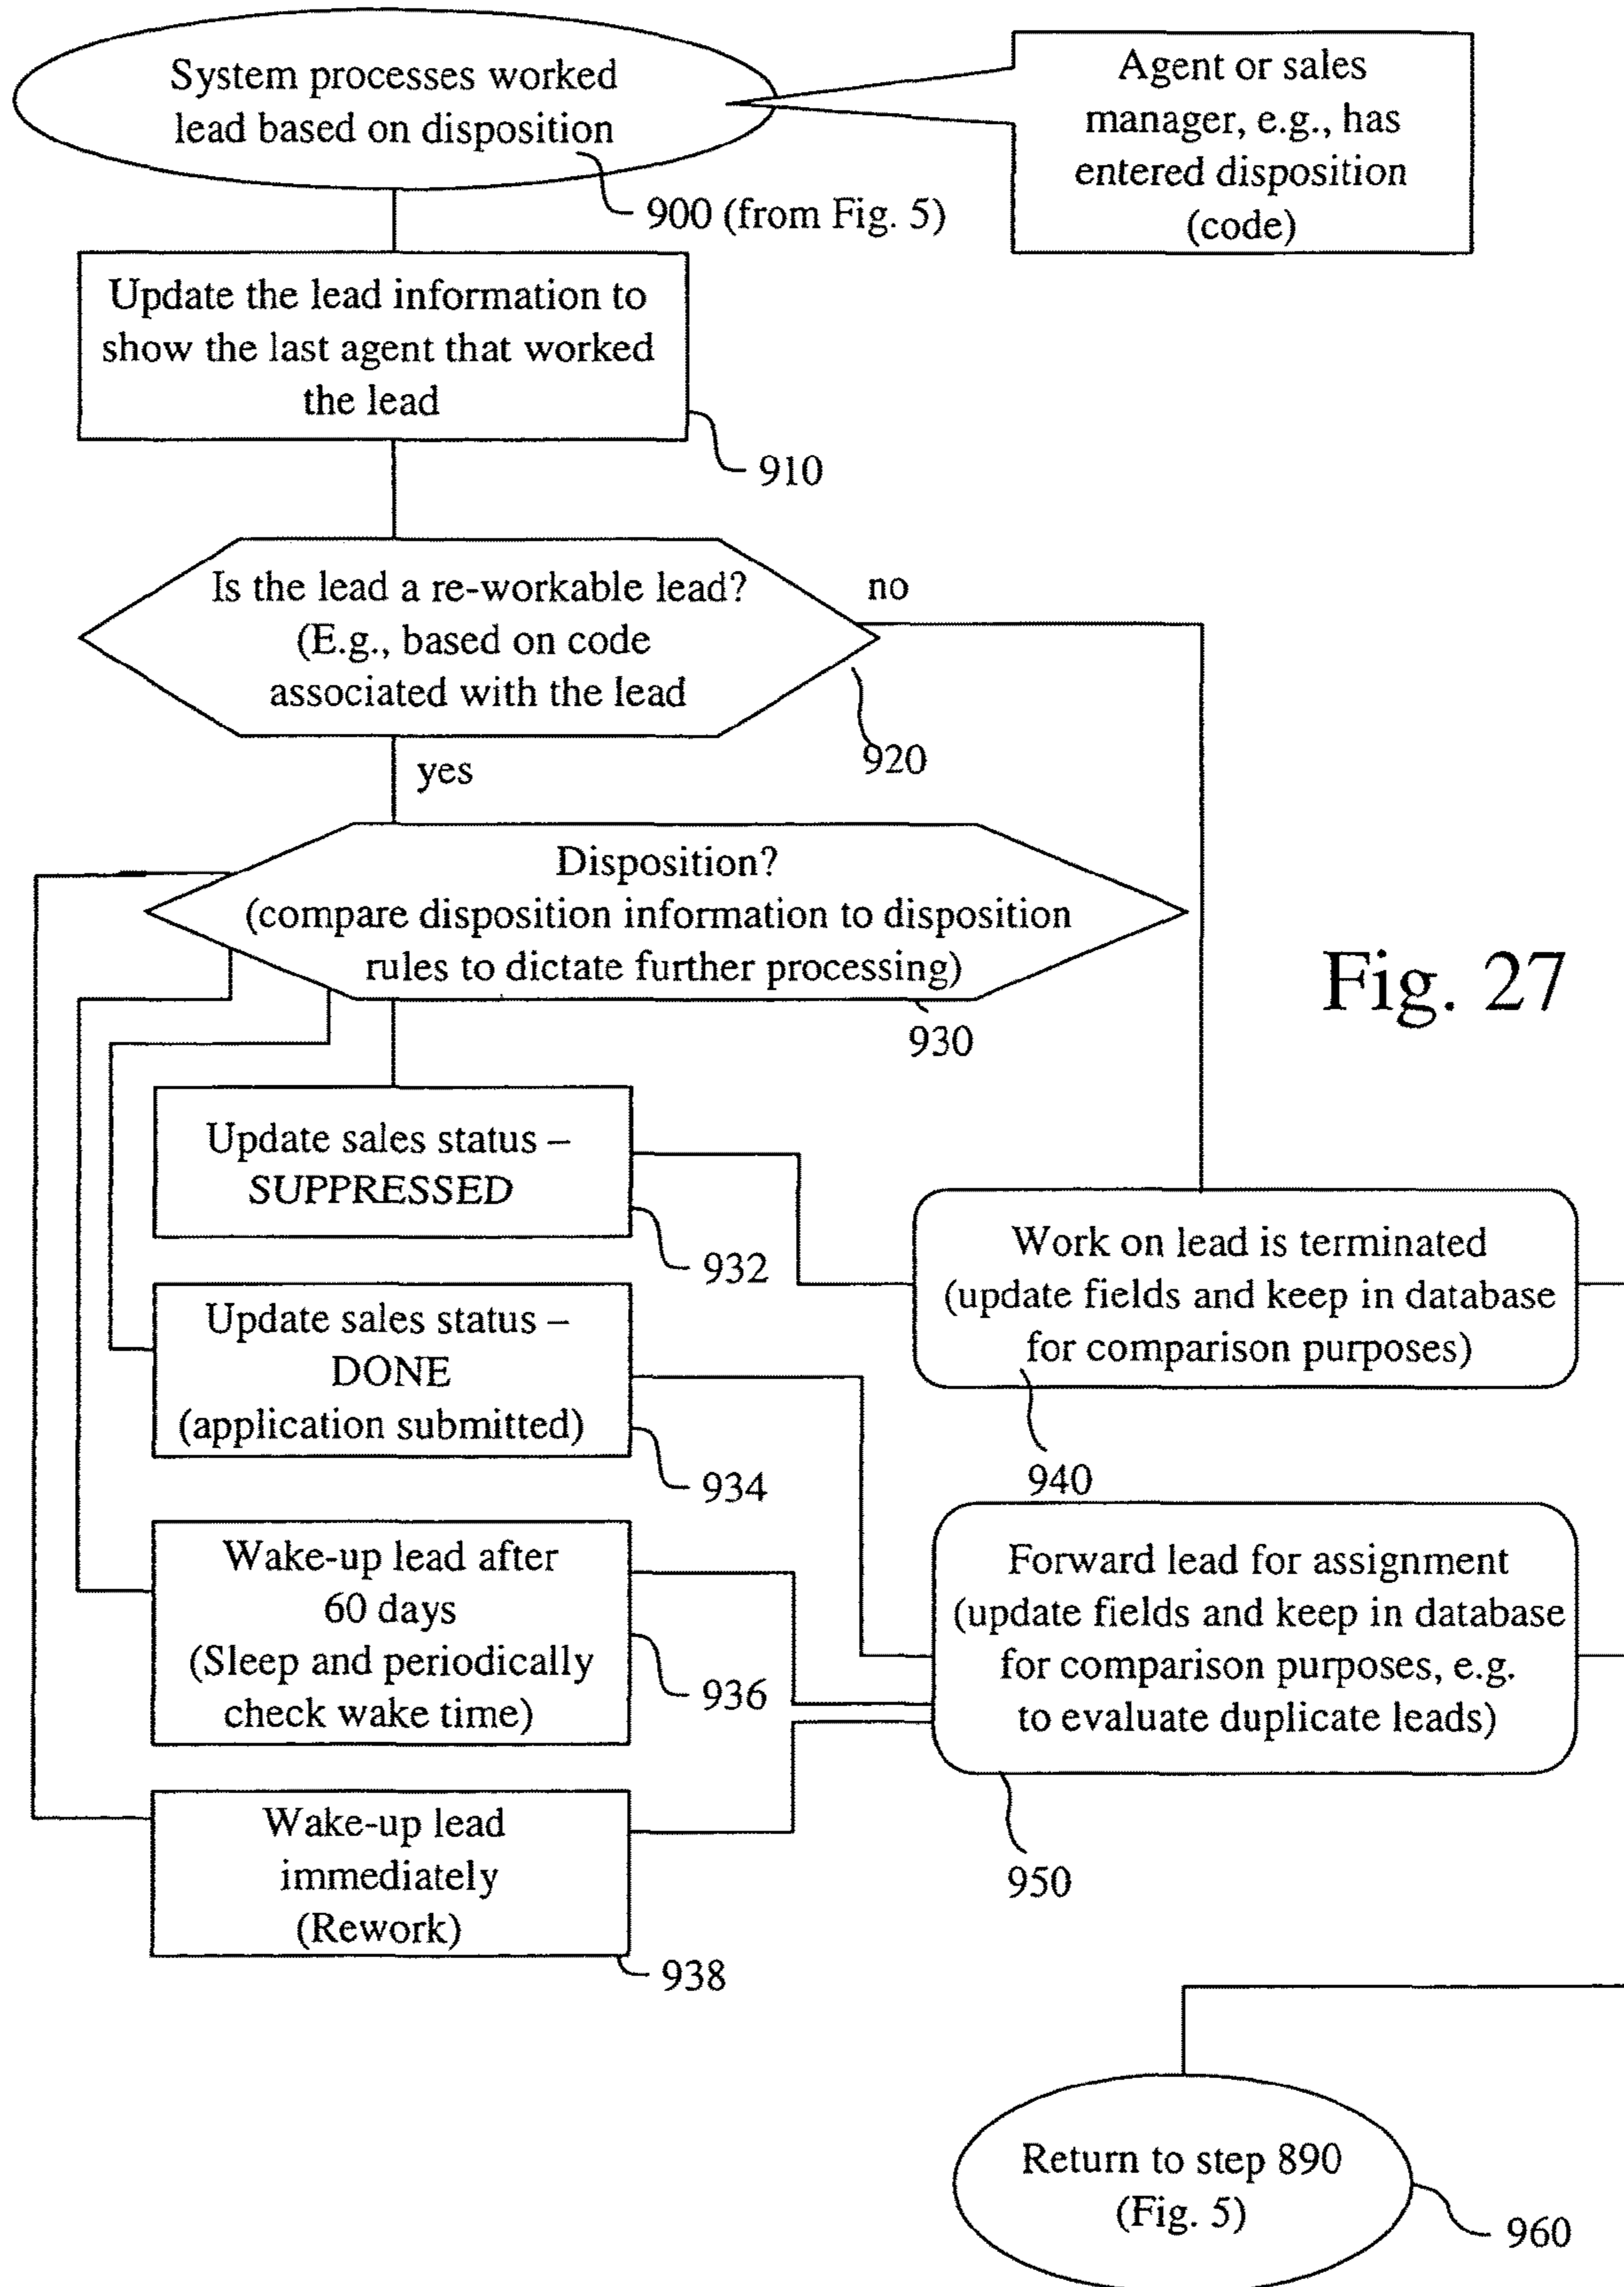 System processes worked
lead based on disposition
900 (from Fig. 5)
Agent or sales
manager, e.g., has
entered disposition
(code)
Update the lead information to
show the last agent that worked
the lead
910
Is the lead a re-workable lead?
(E.g., based on code
associated with the lead
no
920
yes
Disposition?
(compare disposition information to disposition
rules to dictate further processing)
930
Fig. 27
Update sales status –
SUPPRESSED
932
Update sales status –
DONE
(application submitted)
934
Wake-up lead after
60 days
(Sleep and periodically
check wake time)
936
Wake-up lead
immediately
(Rework)
938
Work on lead is terminated
(update fields and keep in database
for comparison purposes)
940
Forward lead for assignment
(update fields and keep in database
for comparison purposes, e.g.
to evaluate duplicate leads)
950
Return to step 890
(Fig. 5)
960